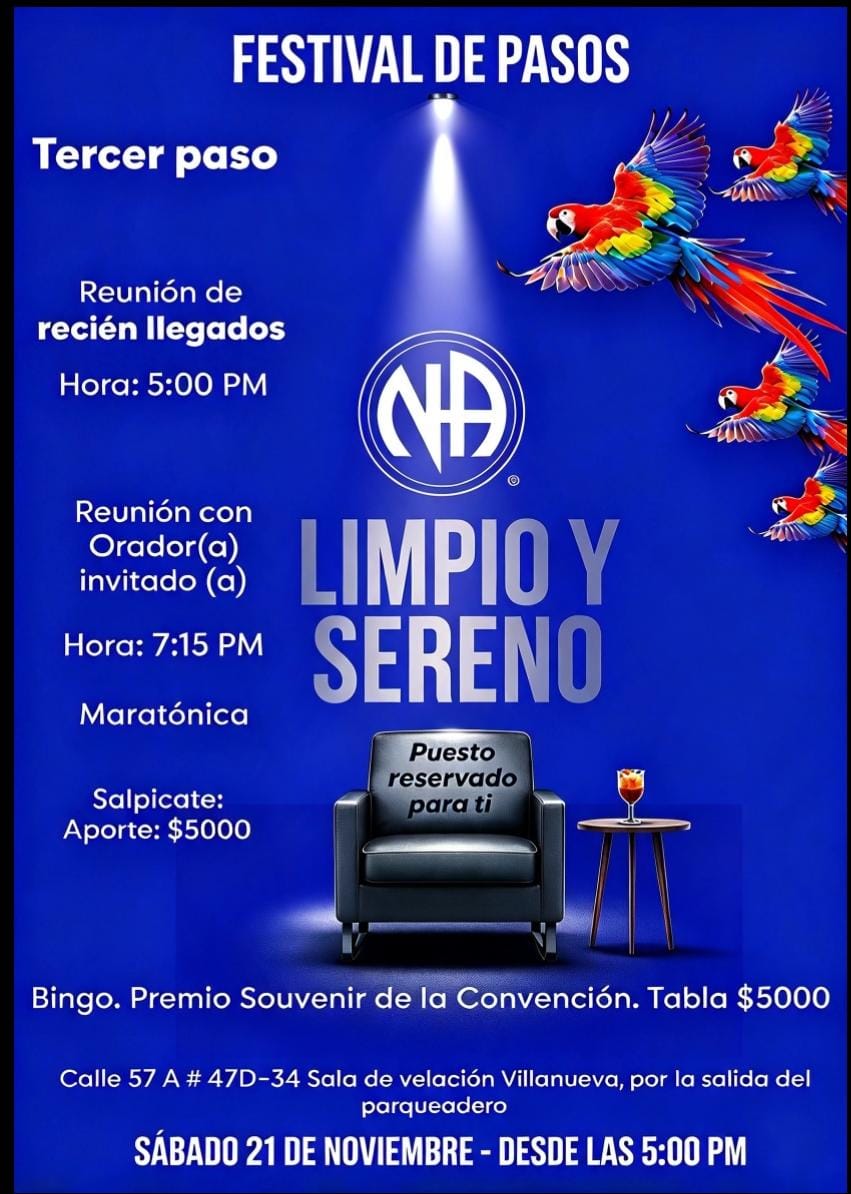 FESTIVAL DE PASOS
Tercer paso
Reunión de
recién llegados
Hora: 5:00 PM
NA
Reunión con
Orador(a)
invitado (a)
Hora: 7:15 PM
Maratónica
Salpicate:
Aporte: $5000
LIMPIO Y
SERENO
Puesto
reservado
para ti
Bingo. Premio Souvenir de la Convención. Tabla $5000
Calle 57 A # 47D-34 Sala de velación Villanueva, por la salida del
parqueadero
SÁBADO 21 DE NOVIEMBRE - DESDE LAS 5:00 PM